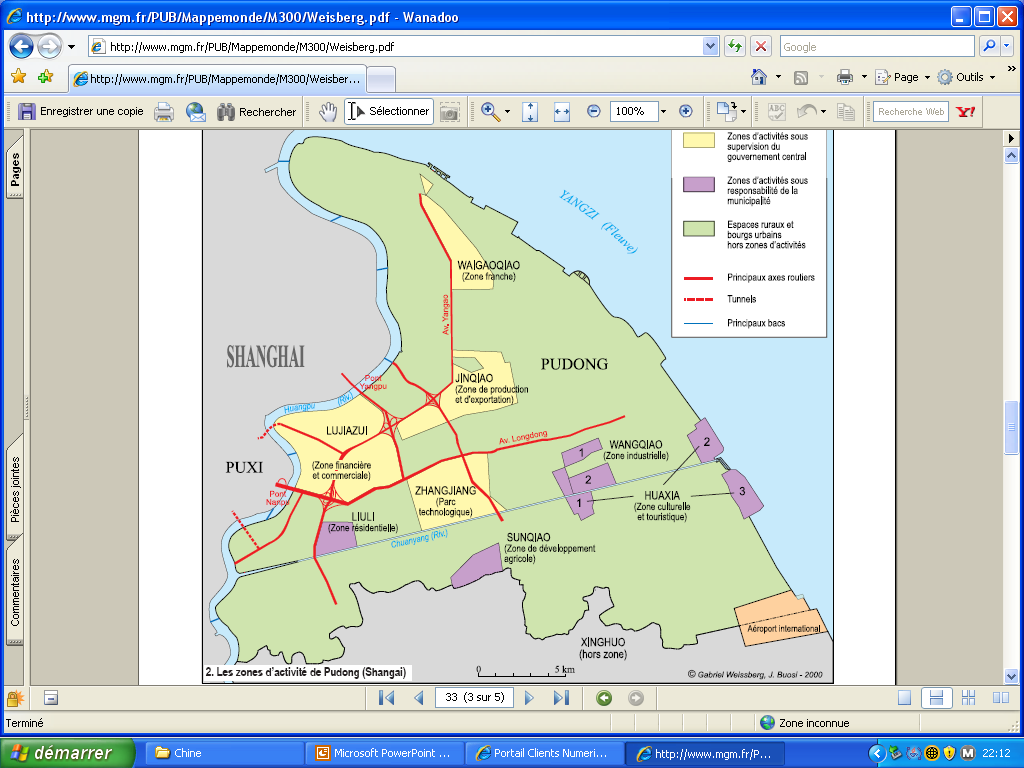 http://www.mgm.fr/PUB/Mappemonde/M300/Weisberg.pdf - Wanadoo
http://www.mgm.fr/PUB/Mappemonde/M300/Weisberg.pdf
Google
http://www.mgm.fr/PUB/Mappemonde/M300/Weisber...
Page
Outils
Enregistrer une copie
Rechercher
Sélectionner
100%
Recherche Web
Y!
Pages
Pièces jointes
Commentaires
Zones d'activités sous
supervision du
gouvernement central
Zones d'activités sous
responsabilité de la
municipalité
Espaces ruraux et
bourgs urbains
hors zones d'activités
Principaux axes routiers
Tunnels
Principaux bacs
YANGZI (Fleuve)
WAIGAOQIAO
(Zone franche)
Av. Yangao
SHANGHAI
PUDONG
Pont
Yangpu
JINQIAO
(Zone de production
et d'exportation)
Huangpu (Riv.)
LUJIAZUI
(Zone financière
et commerciale)
Av. Longdong
PUXI
Pont
Nanpu
WANGQIAO
(Zone industrielle)
1
2
1
2
3
HUAXIA
(Zone culturelle
et touristique)
ZHANGJIANG
(Parc
technologique)
LIULI
(Zone résidentielle)
Chuanyang (Riv.)
SUNQIAO
(Zone de développement
agricole)
Aéroport international
XINGHUO
(hors zone)
2. Les zones d'activité de Pudong (Shangai)
0 5 km
© Gabriel Weissberg, J. Buosi - 2000
33 (3 sur 5)
Terminé
Zone inconnue
démarrer
Chine
Microsoft PowerPoint ...
Portail Clients Numeri...
http://www.mgm.fr/P...
22:12